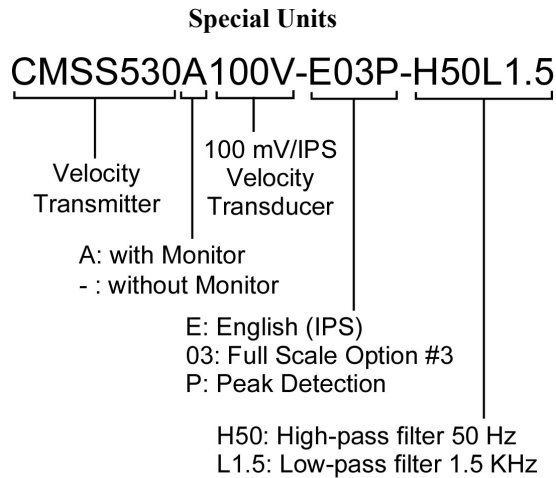 Special Units
CMSS530A100V-E03P-H50L1.5
Velocity
Transmitter
100 mV/IPS
Velocity
Transducer
A: with Monitor
- : without Monitor
E: English (IPS)
03: Full Scale Option #3
P: Peak Detection
H50: High-pass filter 50 Hz
L1.5: Low-pass filter 1.5 KHz